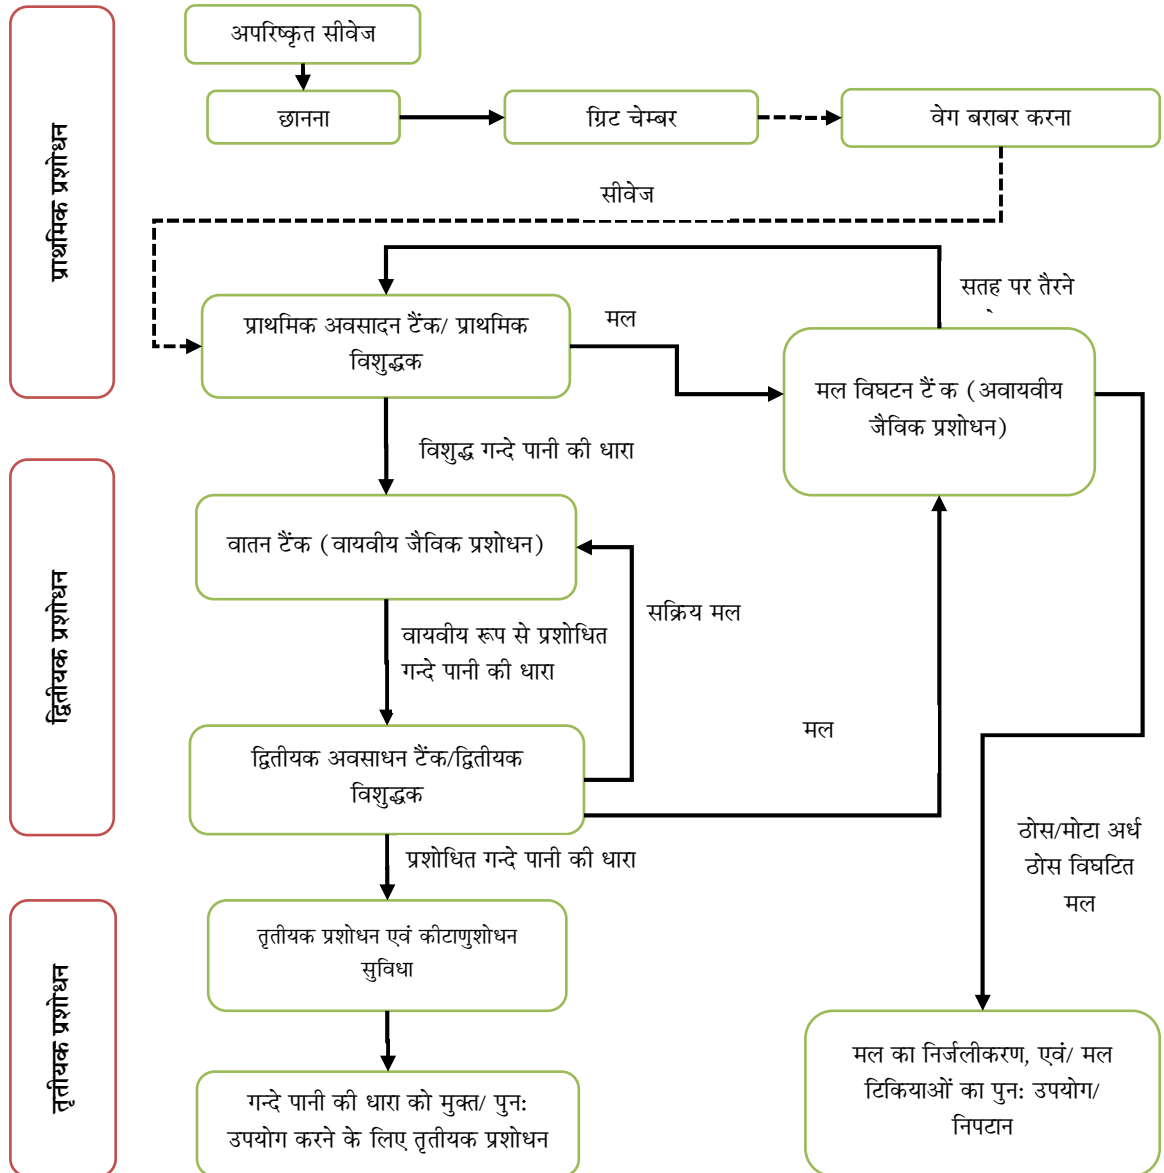 प्राथमिक प्रशोधन
अपरिष्कृत सीवेज
छानना
ग्रिट चेम्बर
वेग बराबर करना
सीवेज
सतह पर तैरने
प्राथमिक अवसादन टैंक/ प्राथमिक
विशुद्धक
मल
मल विघटन टैंक (अवायवीय
जैविक प्रशोधन)
विशुद्ध गन्दे पानी की धारा
द्वितीयक प्रशोधन
वातन टैंक (वायवीय जैविक प्रशोधन)
सक्रिय मल
वायवीय रूप से प्रशोधित
गन्दे पानी की धारा
मल
द्वितीयक अवसाधन टैंक/द्वितीयक
विशुद्धक
ठोस/मोटा अर्ध
ठोस विघटित
मल
प्रशोधित गन्दे पानी की धारा
तृतीयक प्रशोधन
तृतीयक प्रशोधन एवं कीटाणुशोधन
सुविधा
मल का निर्जलीकरण, एवं/ मल
टिकियाओं का पुन: उपयोग/
निपटान
गन्दे पानी की धारा को मुक्त/ पुन:
उपयोग करने के लिए तृतीयक प्रशोधन